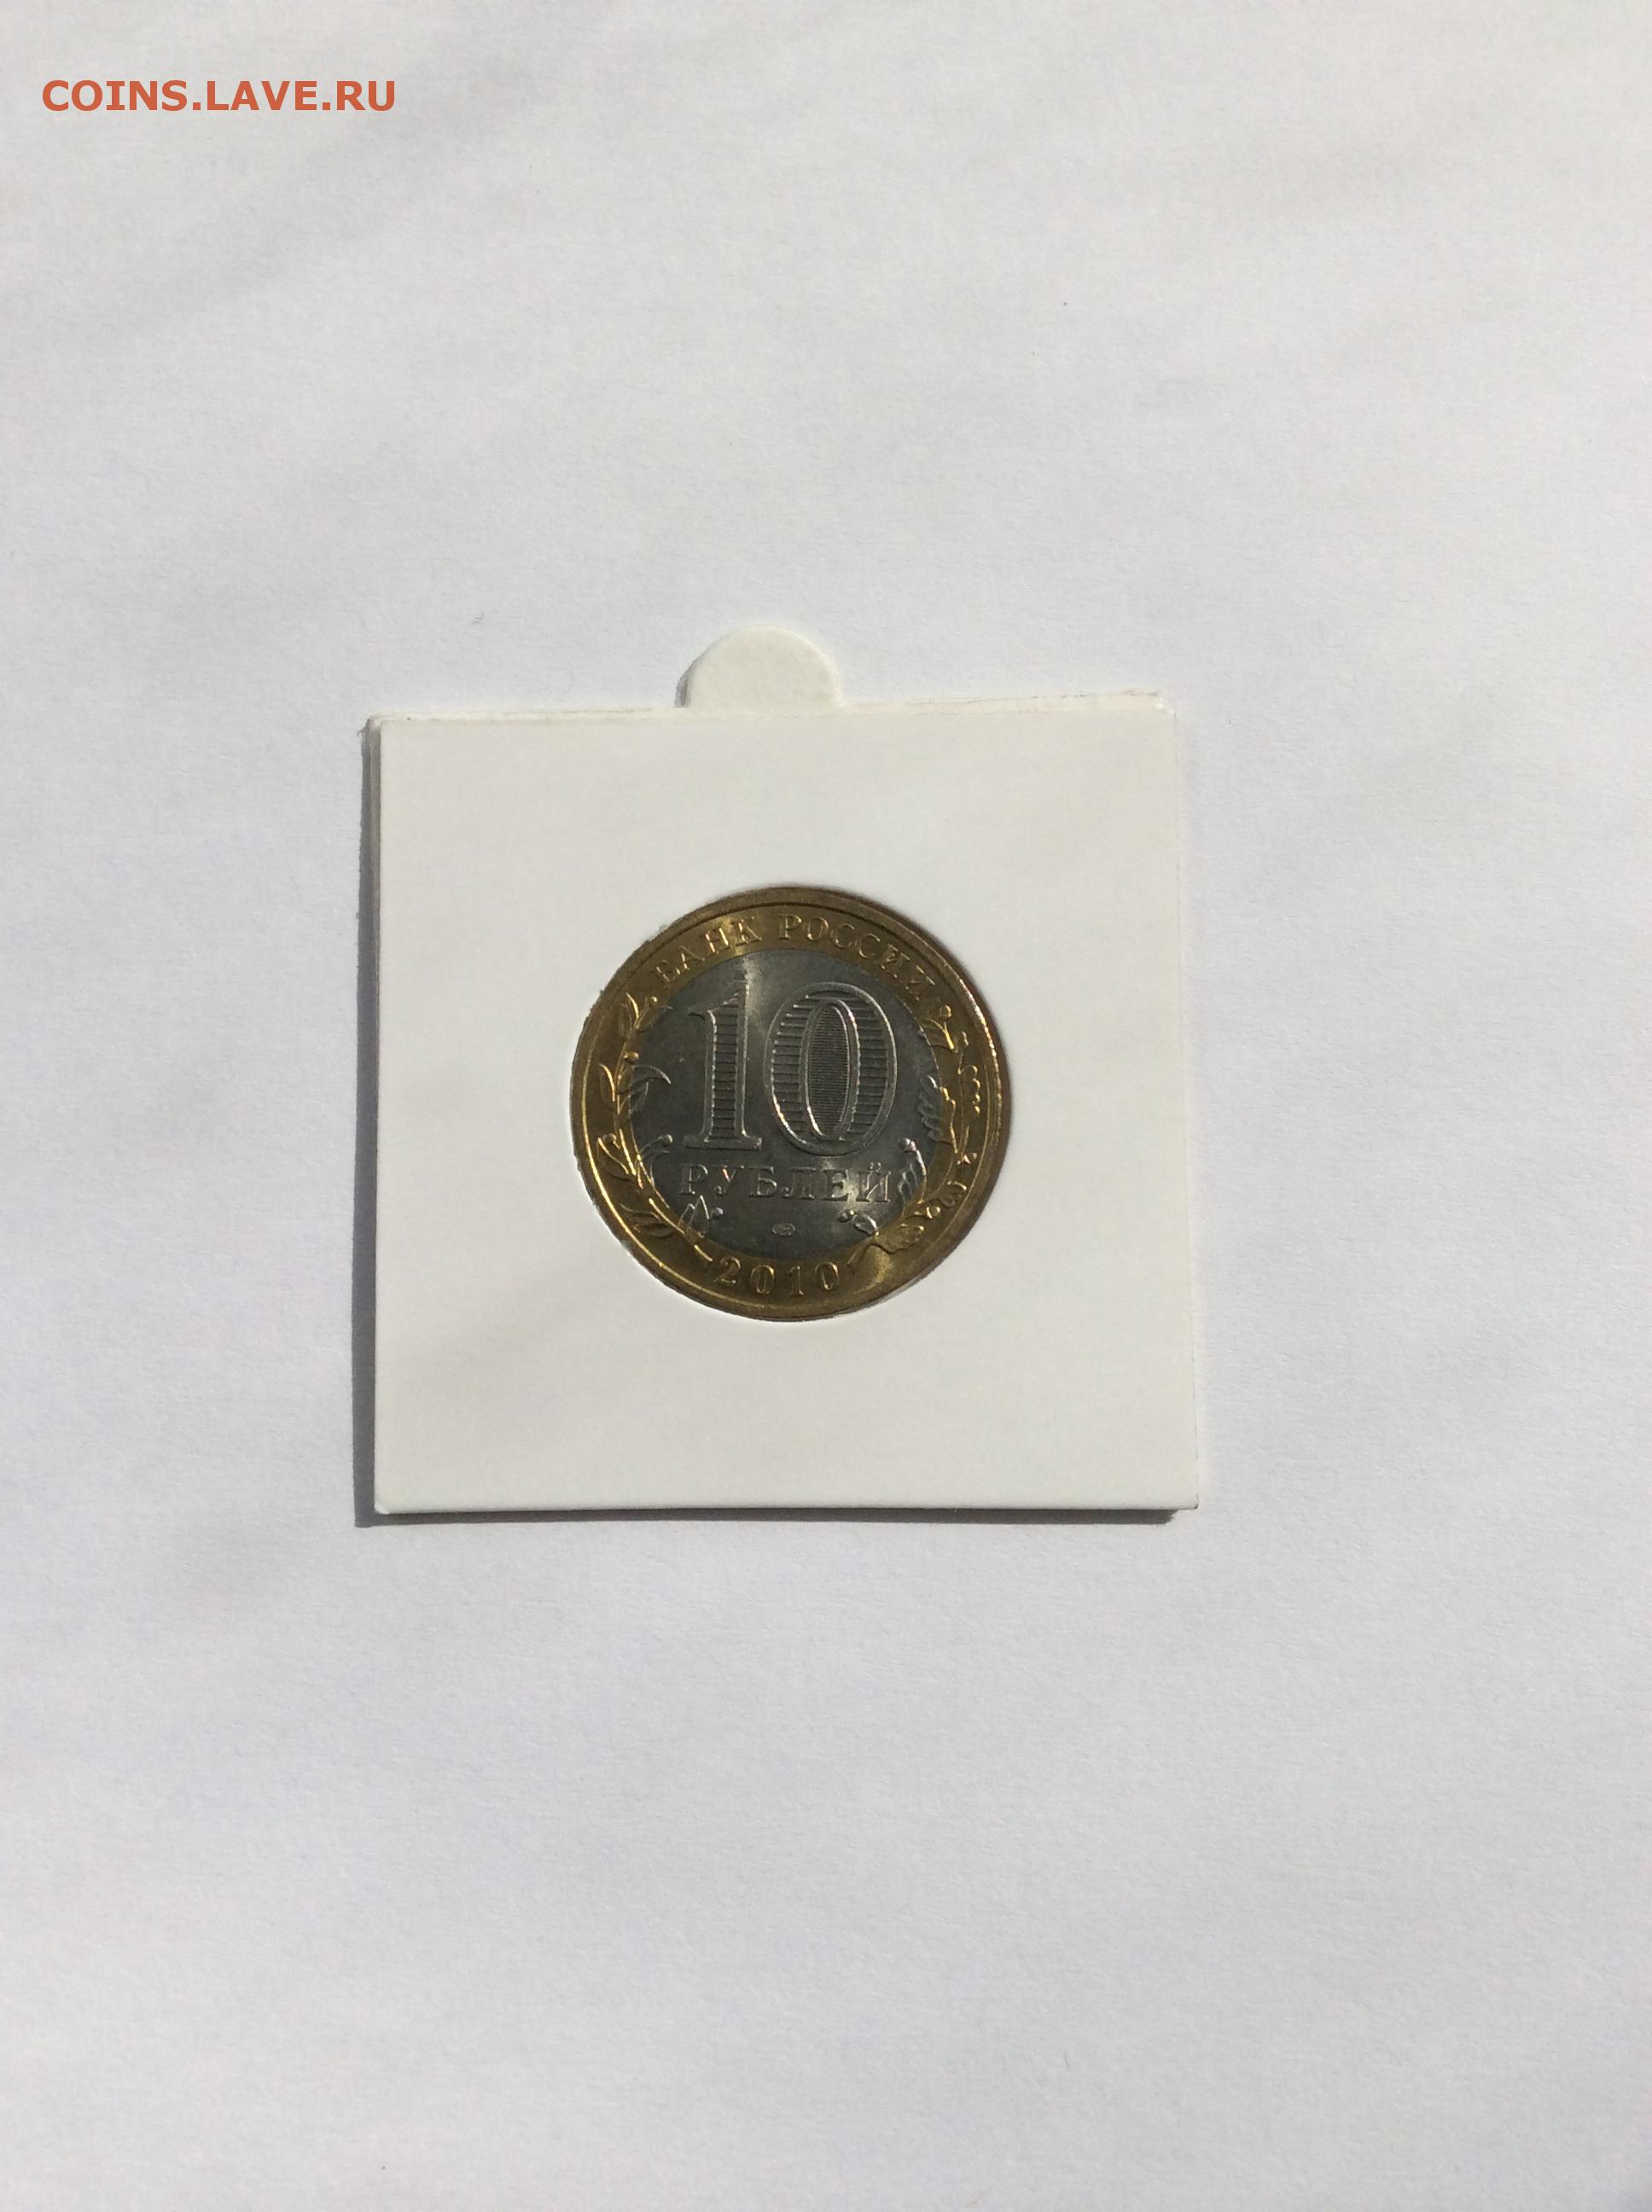 COINS.LAVE.RU
БАНК РОССИИ
10
РУБЛЕЙ
2010